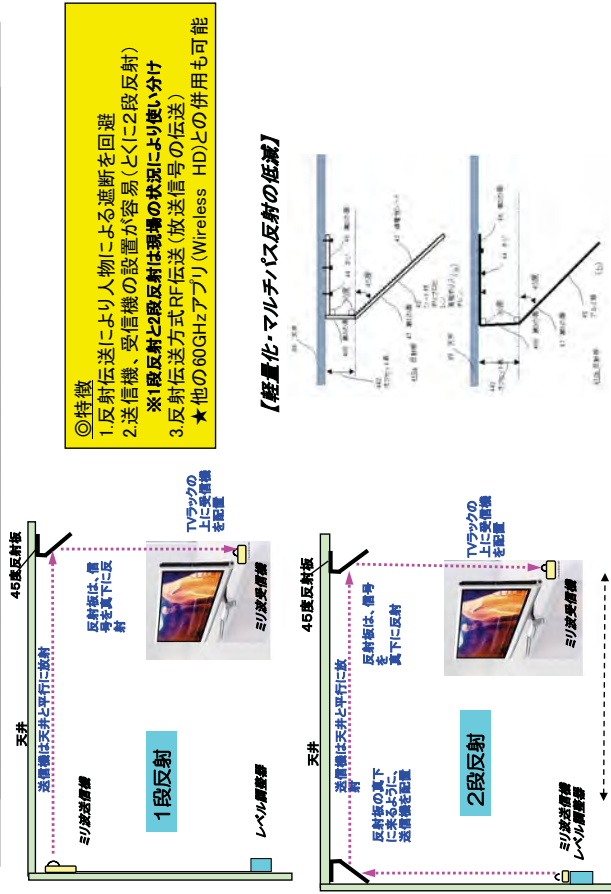 天井
45度反射板
送信機は天井と平行に放射
ミリ波送信機
反射板は、信
号を真下に反
射
TVラックの
上に受信機
を配置
1段反射
ミリ波受信機
レベル調整器
天井
45度反射板
送信機は天井と平行に放
射
反射板の真下
に来るように、
送信機を配置
反射板は、信号
を
真下に反射
TVラックの
上に受信機
を配置
2段反射
ミリ波受信機
ミリ波送信機
レベル調整器
◎特徴
1.反射伝送により人物による遮断を回避
2.送信機、受信機の設置が容易(とくに2段反射)
※1段反射と2段反射は現場の状況により使い分け
3.反射伝送方式RF伝送(放送信号の伝送)
★他の60GHzアプリ(Wireless HD)との併用も可能
【軽量化・マルチパス反射の低減】
(a)
(b)